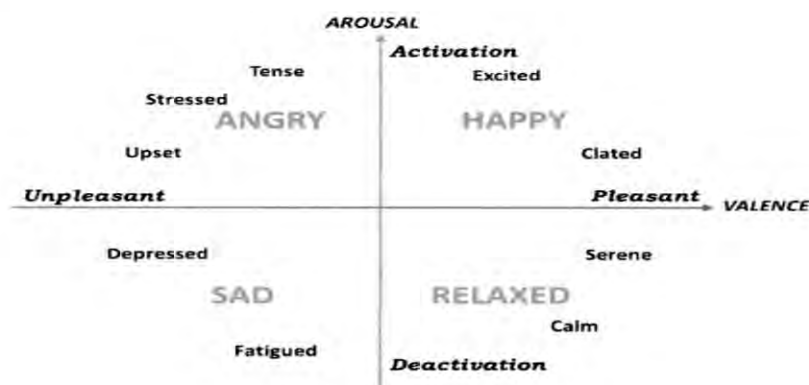 AROUSAL
Activation
Tense
Excited
Stressed
ANGRY
HAPPY
Upset
Clated
Unpleasant
Pleasant
VALENCE
Depressed
Serene
SAD
RELAXED
Calm
Fatigued
Deactivation